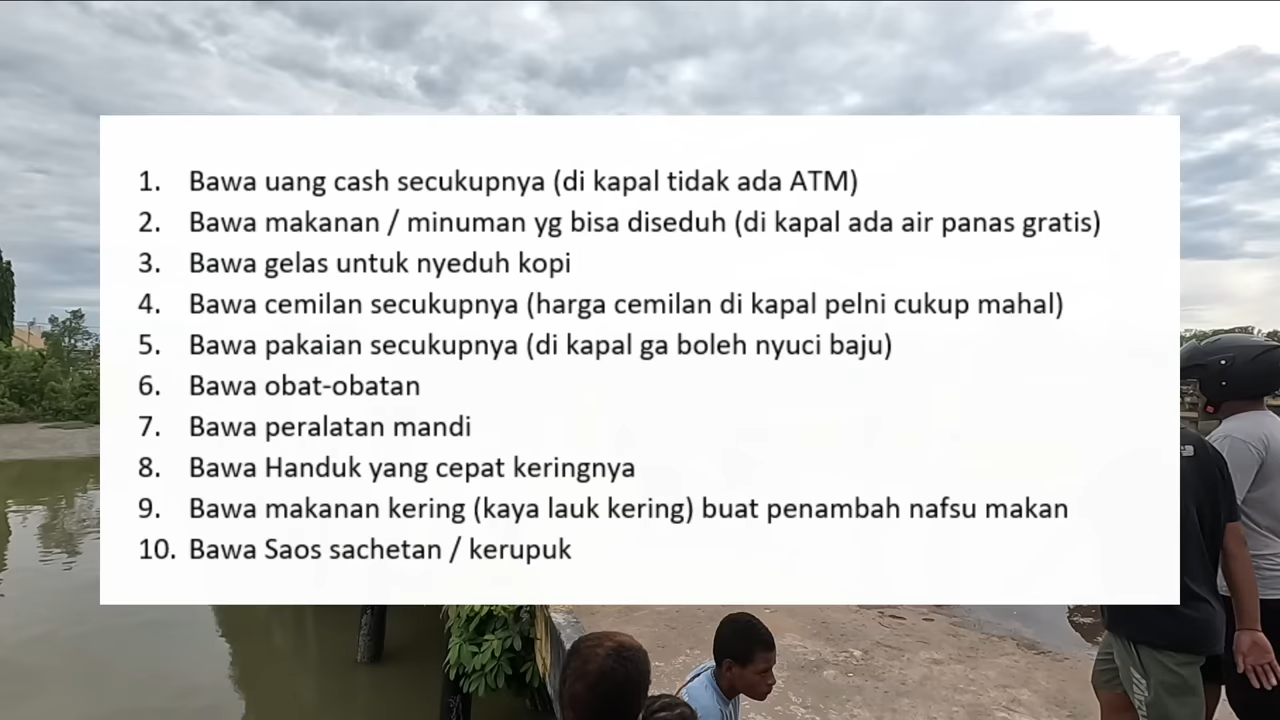 1. Bawa uang cash secukupnya (di kapal tidak ada ATM)
2. Bawa makanan / minuman yg bisa diseduh (di kapal ada air panas gratis)
3. Bawa gelas untuk nyeduh kopi
4. Bawa cemilan secukupnya (harga cemilan di kapal pelni cukup mahal)
5. Bawa pakaian secukupnya (di kapal ga boleh nyuci baju)
6. Bawa obat-obatan
7. Bawa peralatan mandi
8. Bawa Handuk yang cepat keringnya
9. Bawa makanan kering (kaya lauk kering) buat penambah nafsu makan
10. Bawa Saos sachetan / kerupuk